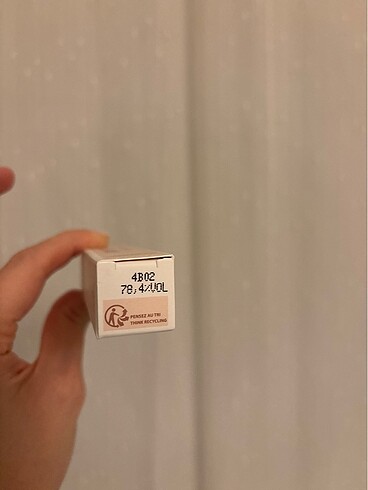 4B02
78,4%VOL
PENSEZ AU TRI
THINK RECYCLING